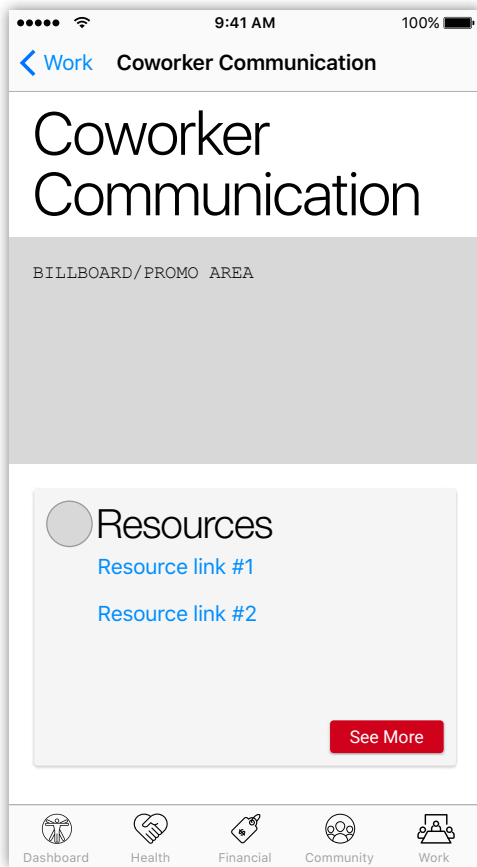 9:41 AM
100%
Work
Coworker Communication
Coworker
Communication
BILLBOARD/PROMO AREA
Resources
Resource link #1
Resource link #2
See More
Dashboard
Health
Financial
Community
Work